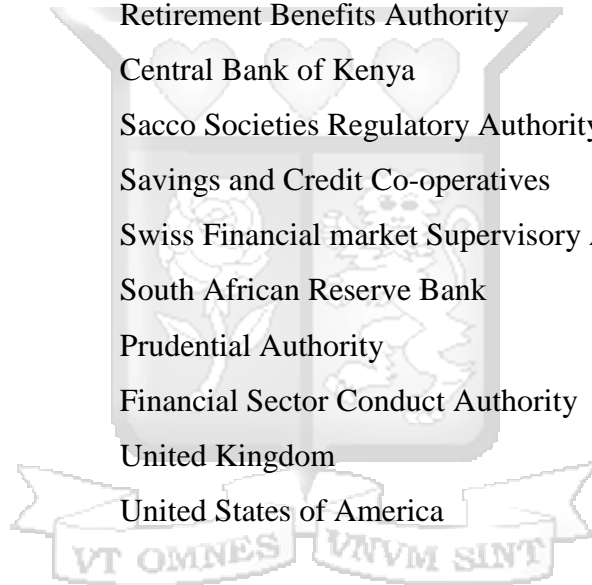 Retirement Benefits Authority
Central Bank of Kenya
Sacco Societies Regulatory Authority
Savings and Credit Co-operatives
Swiss Financial market Supervisory
South African Reserve Bank
Prudential Authority
Financial Sector Conduct Authority
United Kingdom
United States of America
VT OMNES VNVM SINT